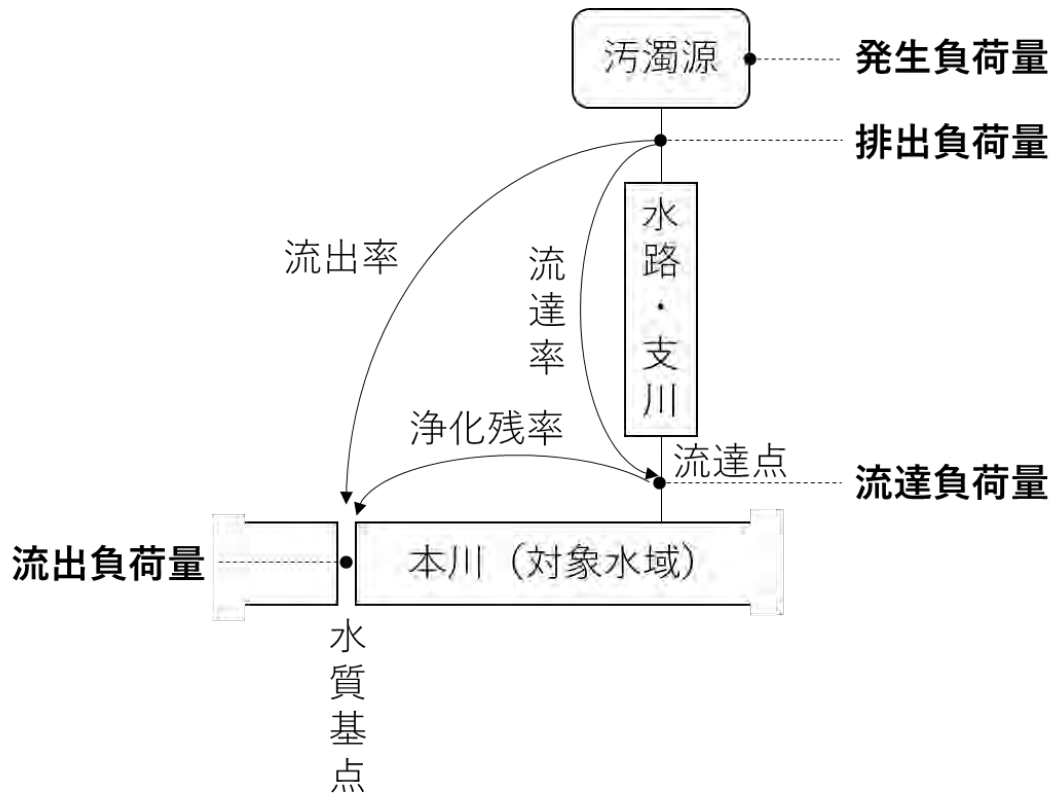 汚濁源
発生負荷量
排出負荷量
水路・支川
流出率
流達率
浄化残率
流達点
流達負荷量
流出負荷量
本川（対象水域）
水質基点